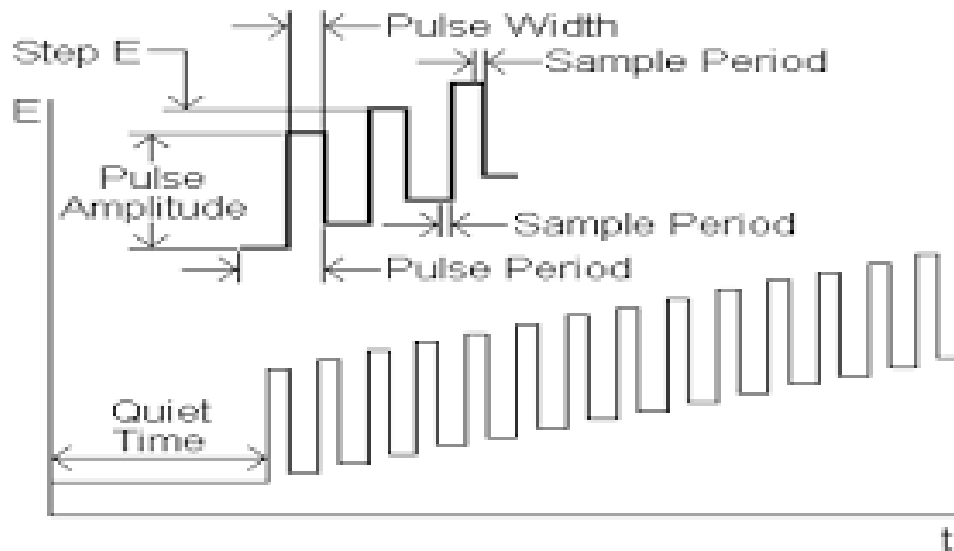 Pulse Width
Step E
Sample Period
E
Pulse
Amplitude
Sample Period
Pulse Period
Quiet
Time
t